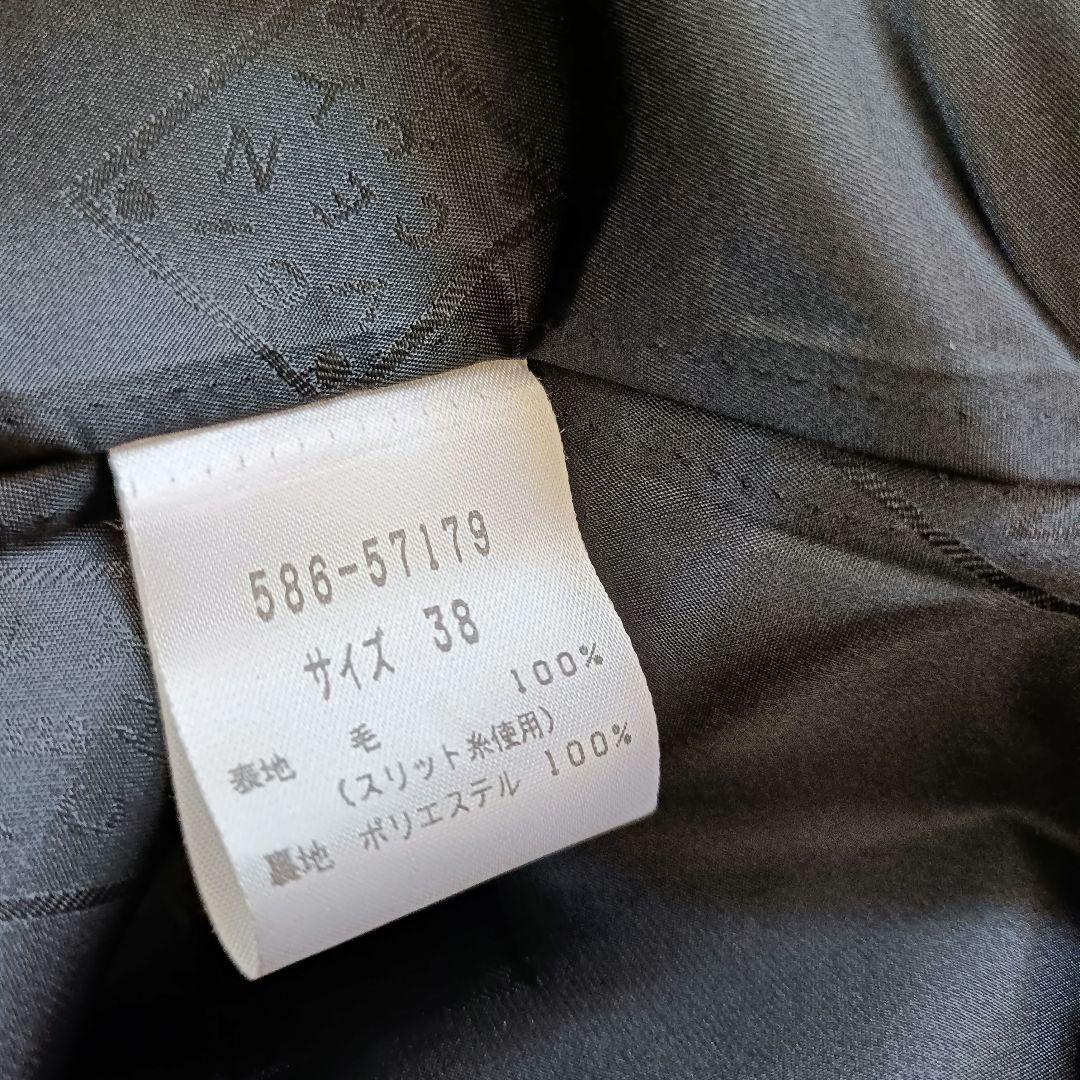 586-57179
サイズ 38
表地 毛 100%
(スリット糸使用)
裏地 ポリエステル 100%